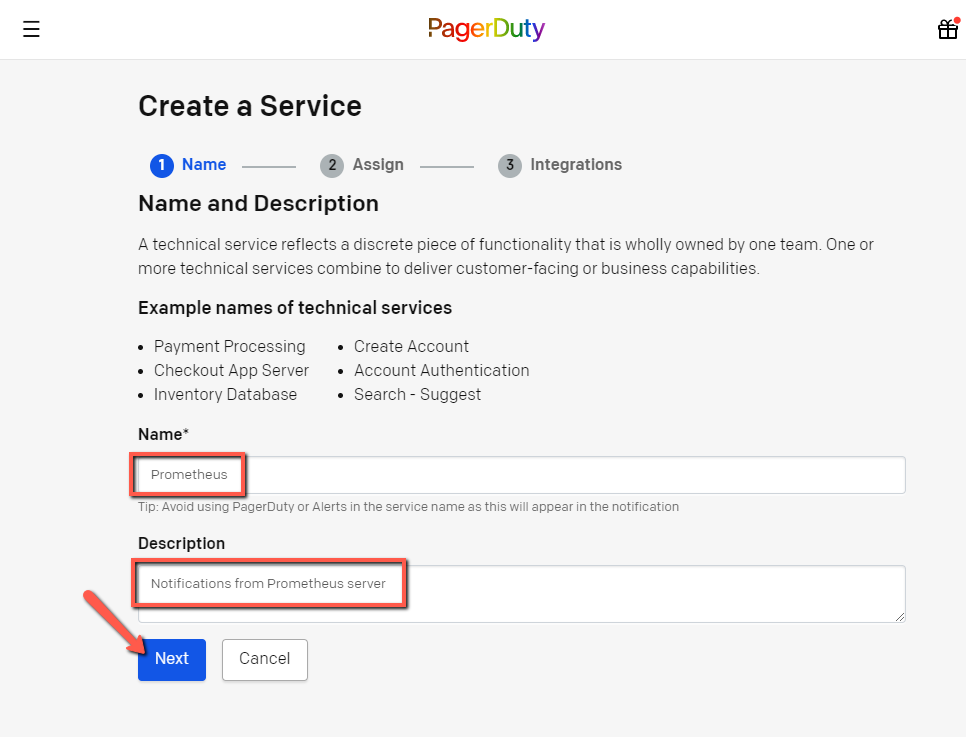 PagerDuty
Create a Service
1 Name 2 Assign 3 Integrations
Name and Description
A technical service reflects a discrete piece of functionality that is wholly owned by one team. One or
more technical services combine to deliver customer-facing or business capabilities.
Example names of technical services
• Payment Processing • Create Account
• Checkout App Server • Account Authentication
• Inventory Database • Search - Suggest
Name*
Prometheus
Tip: Avoid using PagerDuty or Alerts in the service name as this will appear in the notification
Description
Notifications from Prometheus server
Next Cancel